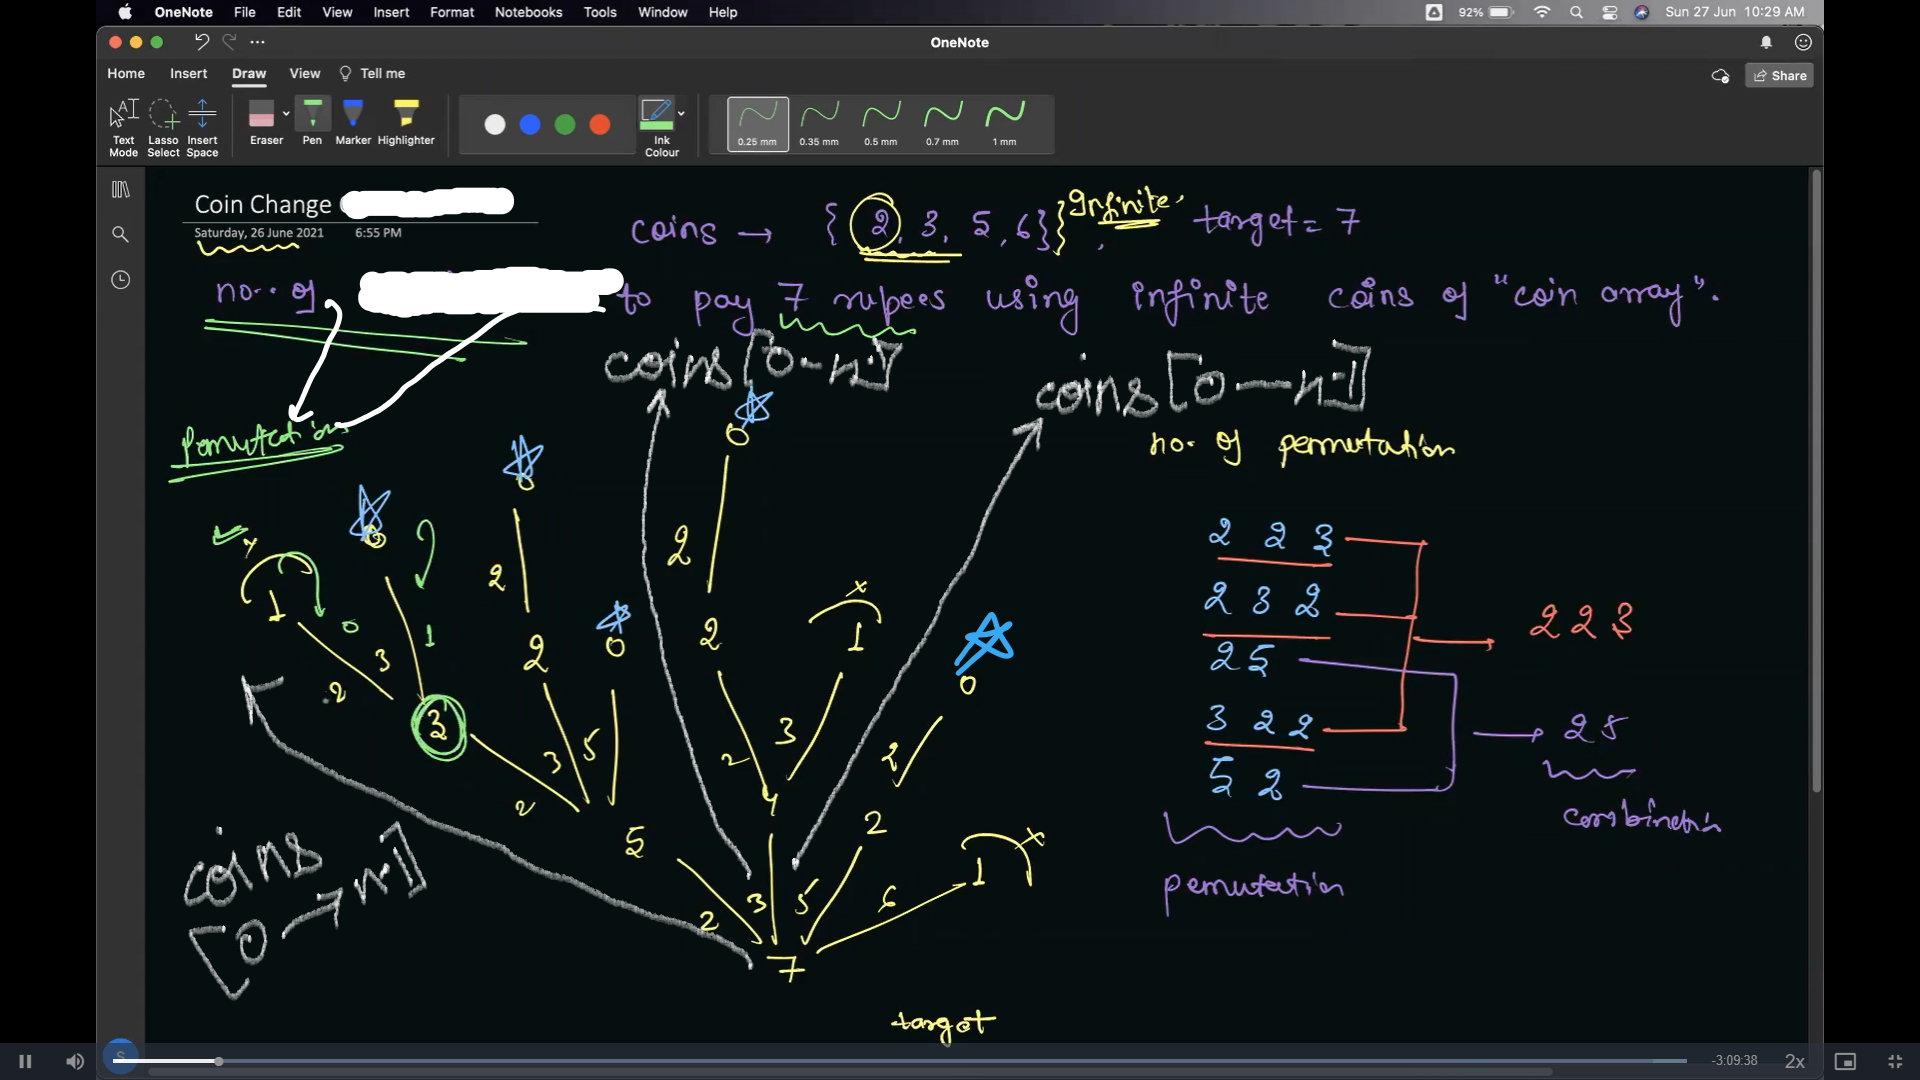 OneNote File Edit View Insert Format Notebooks Tools Window Help 92% Sun 27 Jun 10:29 AM
OneNote
Home Insert Draw View Tell me Share
Text Mode Lasso Select Insert Space Eraser Pen Marker Highlighter Ink Colour 0.25 mm 0.35 mm 0.5 mm 0.7 mm 1 mm
Coin Change
Saturday, 26 June 2021 6:55 PM
coins → { 2, 3, 5, 6 } } Infinite, target = 7
no. of to pay 7 rupees using infinite coins of "coin array".
coins [0 - n]
coins [0 — n]
Permutation
no. of permutation
0
0
0
2 2 3
2
2
1
x
1
2 3 2
2 2 3
0
1
0
2
2
1
x
0
2 5
3
2
3
3 2 2
2 5
2
3
5
2
3
2
5 2
combination
2
4
2
5
1
x
permutation
coins
[0 → n]
2
3
5
6
7
target
-3:09:38 2x